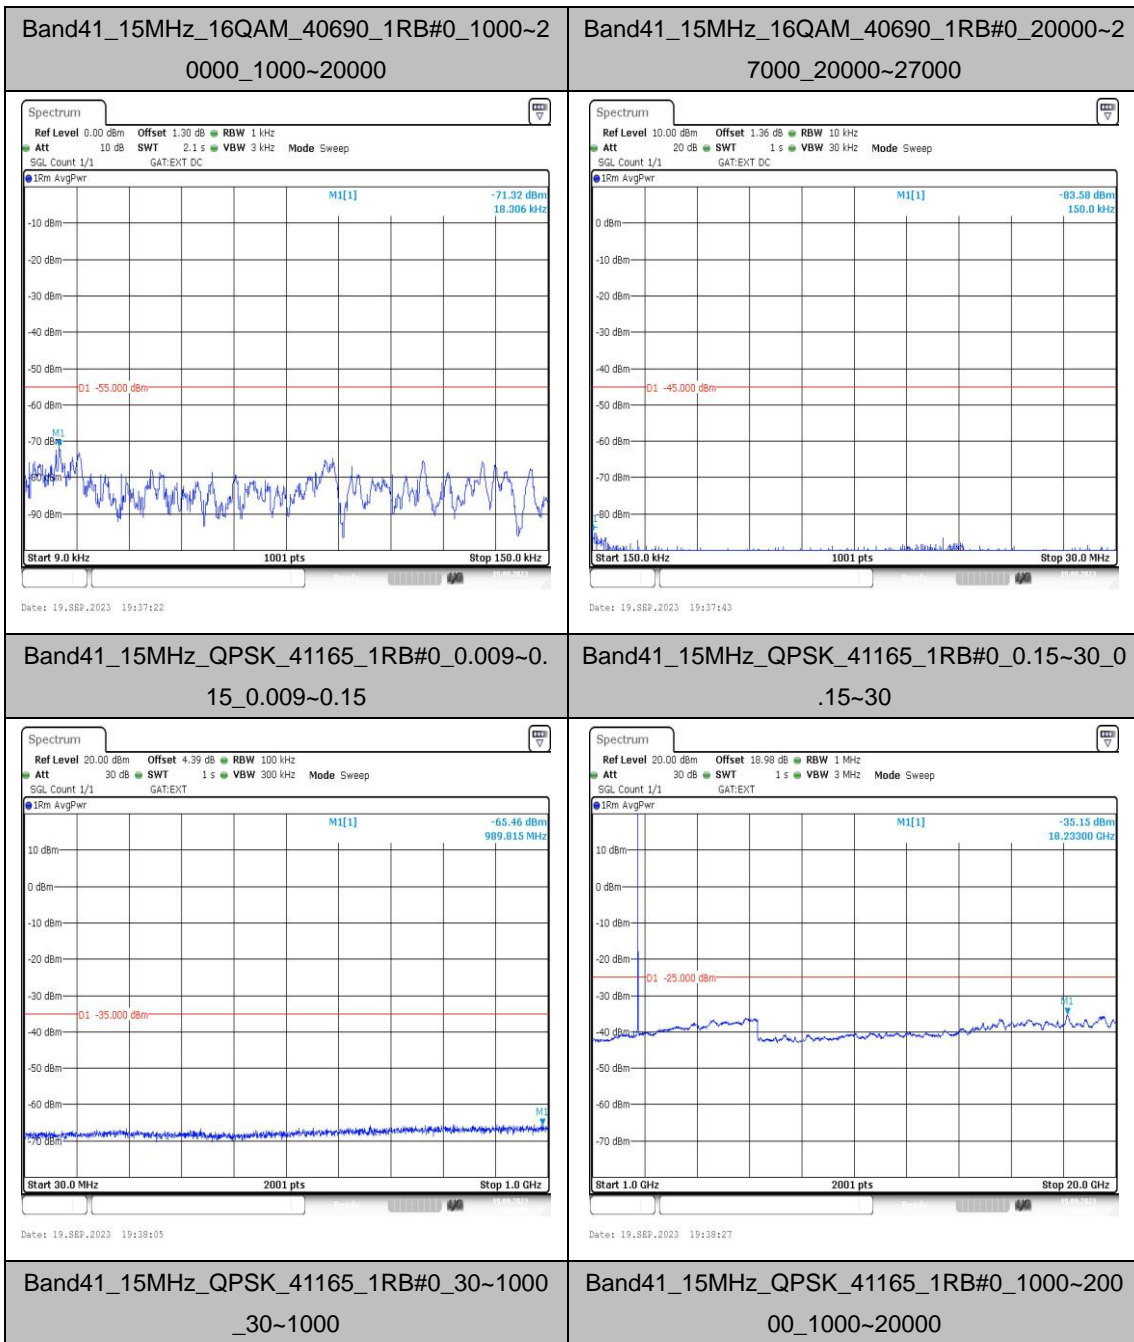 Band41_15MHz_16QAM_40690_1RB#0_1000~2
0000_1000~20000
Band41_15MHz_16QAM_40690_1RB#0_20000~2
7000_20000~27000
Spectrum
Ref Level 0.00 dBm Offset 1.30 dB RBW 1 kHz
Att 10 dB SWT 2.1 s VBW 3 kHz Mode Sweep
SGL Count 1/1 GAT:EXT DC
1Rm AvgPwr
M1[1] -71.32 dBm
18.306 kHz
-10 dBm
-20 dBm
-30 dBm
-40 dBm
-50 dBm
D1 -55.000 dBm
-60 dBm
M1
-70 dBm
-80 dBm
-90 dBm
Start 9.0 kHz 1001 pts Stop 150.0 kHz
Date: 19.SEP.2023 19:37:22
Spectrum
Ref Level 10.00 dBm Offset 1.36 dB RBW 10 kHz
Att 20 dB SWT 1 s VBW 30 kHz Mode Sweep
SGL Count 1/1 GAT:EXT DC
1Rm AvgPwr
M1[1] -83.58 dBm
150.0 kHz
0 dBm
-10 dBm
-20 dBm
-30 dBm
-40 dBm
D1 -45.000 dBm
-50 dBm
-60 dBm
-70 dBm
-80 dBm
Start 150.0 kHz 1001 pts Stop 30.0 MHz
Date: 19.SEP.2023 19:37:43
Band41_15MHz_QPSK_41165_1RB#0_0.009~0.
15_0.009~0.15
Band41_15MHz_QPSK_41165_1RB#0_0.15~30_0
.15~30
Spectrum
Ref Level 20.00 dBm Offset 4.39 dB RBW 100 kHz
Att 30 dB SWT 1 s VBW 300 kHz Mode Sweep
SGL Count 1/1 GAT:EXT
1Rm AvgPwr
M1[1] -65.46 dBm
989.815 MHz
10 dBm
0 dBm
-10 dBm
-20 dBm
-30 dBm
D1 -35.000 dBm
-40 dBm
-50 dBm
-60 dBm
M1
-70 dBm
Start 30.0 MHz 2001 pts Stop 1.0 GHz
Date: 19.SEP.2023 19:38:05
Spectrum
Ref Level 20.00 dBm Offset 18.98 dB RBW 1 MHz
Att 30 dB SWT 1 s VBW 3 MHz Mode Sweep
SGL Count 1/1 GAT:EXT
1Rm AvgPwr
M1[1] -35.15 dBm
18.23300 GHz
10 dBm
0 dBm
-10 dBm
-20 dBm
D1 -25.000 dBm
-30 dBm
M1
-40 dBm
-50 dBm
-60 dBm
-70 dBm
Start 1.0 GHz 2001 pts Stop 20.0 GHz
Date: 19.SEP.2023 19:38:27
Band41_15MHz_QPSK_41165_1RB#0_30~1000
_30~1000
Band41_15MHz_QPSK_41165_1RB#0_1000~200
00_1000~20000